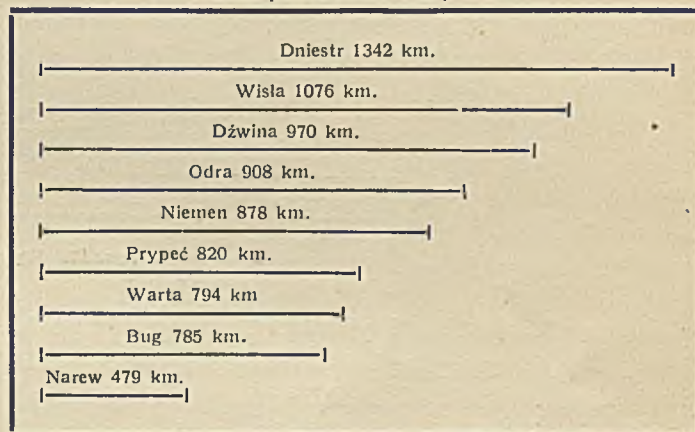 Dniestr 1342 km.
Wisła 1076 km.
Dźwina 970 km.
Odra 908 km.
Niemen 878 km.
Prypeć 820 km.
Warta 794 km
Bug 785 km.
Narew 479 km.